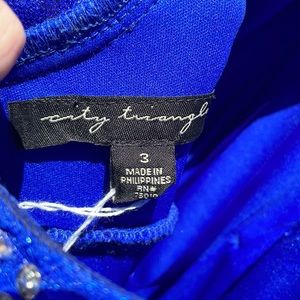 city triangl
3
MADE IN
PHILIPPINES
RN#